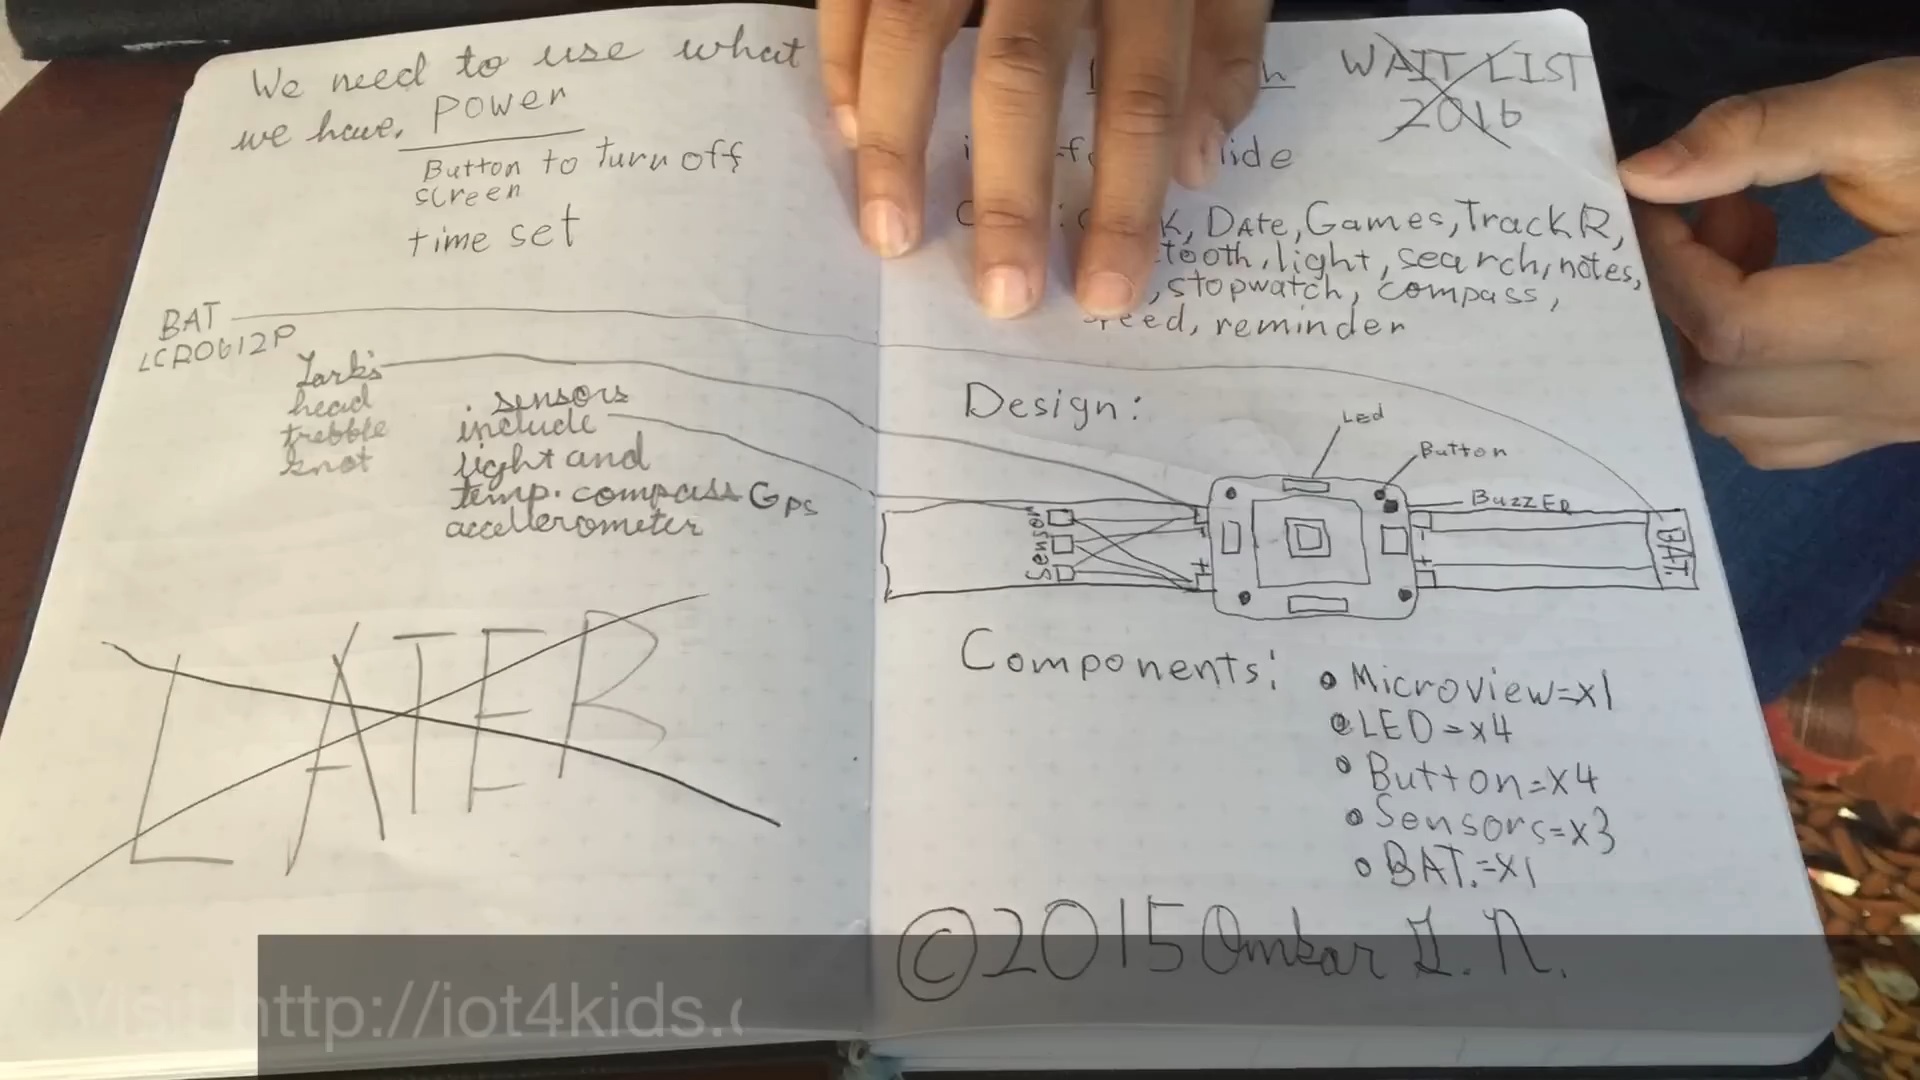 We need to use what
we have.
Power
Button to turn off
screen
time set
BAT
LCR0612P
Lark's
head
trebble
knot
sensors
include
light and
temp. compass GPS
accellerometer
LATER
WAIT LIST
2016
Date, Games, TrackR,
light, search, notes,
, stopwatch, compass,
reminder
Design:
Led
Button
BuzzER
Sensor
BAT.
- +
- +
Components:
• Microview=x1
• LED=x4
• Button=x4
• Sensors=x3
• BAT.=x1
©2015 Omkar G. N.
Visit http://iot4kids.c